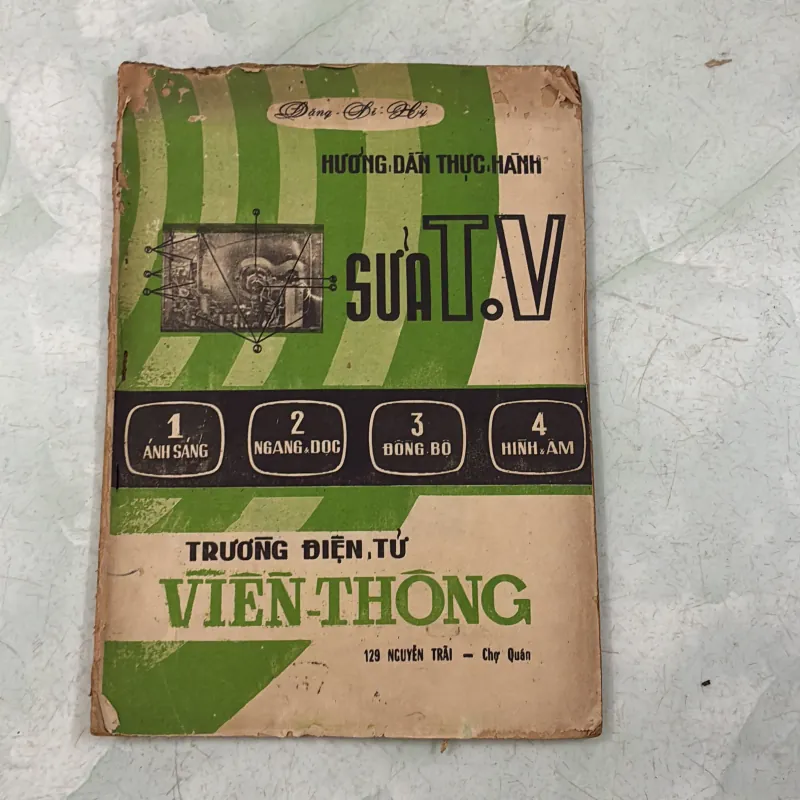 Đặng-Sĩ-Hỷ
HƯỚNG-DẪN THỰC-HÀNH
SỬA T.V
1
ÁNH SÁNG
2
NGANG & DỌC
3
ĐỒNG BỘ
4
HÌNH & ÂM
TRƯỜNG ĐIỆN-TỬ
VIỄN-THÔNG
129 NGUYỄN TRÃI — Chợ Quán